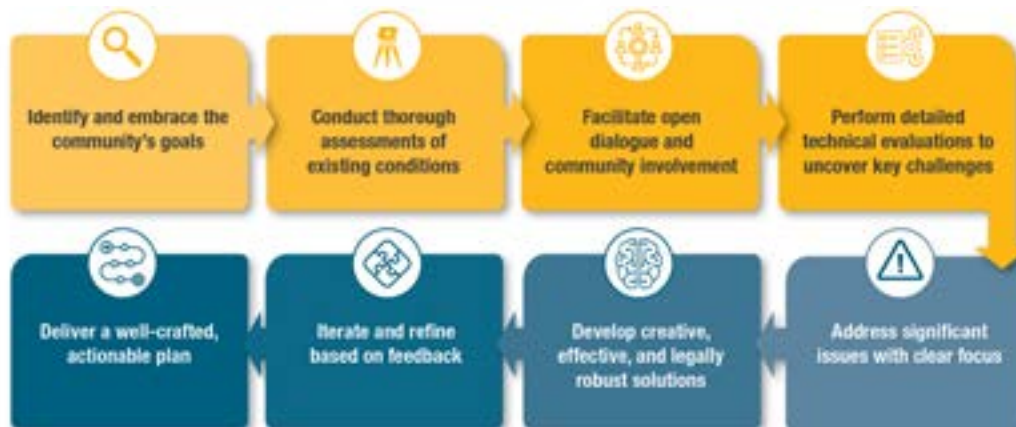 Identify and embrace the
community's goals
Conduct thorough
assessments of
existing conditions
Facilitate open
dialogue and
community involvement
Perform detailed
technical evaluations to
uncover key challenges
Address significant
issues with clear focus
Develop creative,
effective, and legally
robust solutions
Iterate and refine
based on feedback
Deliver a well-crafted,
actionable plan